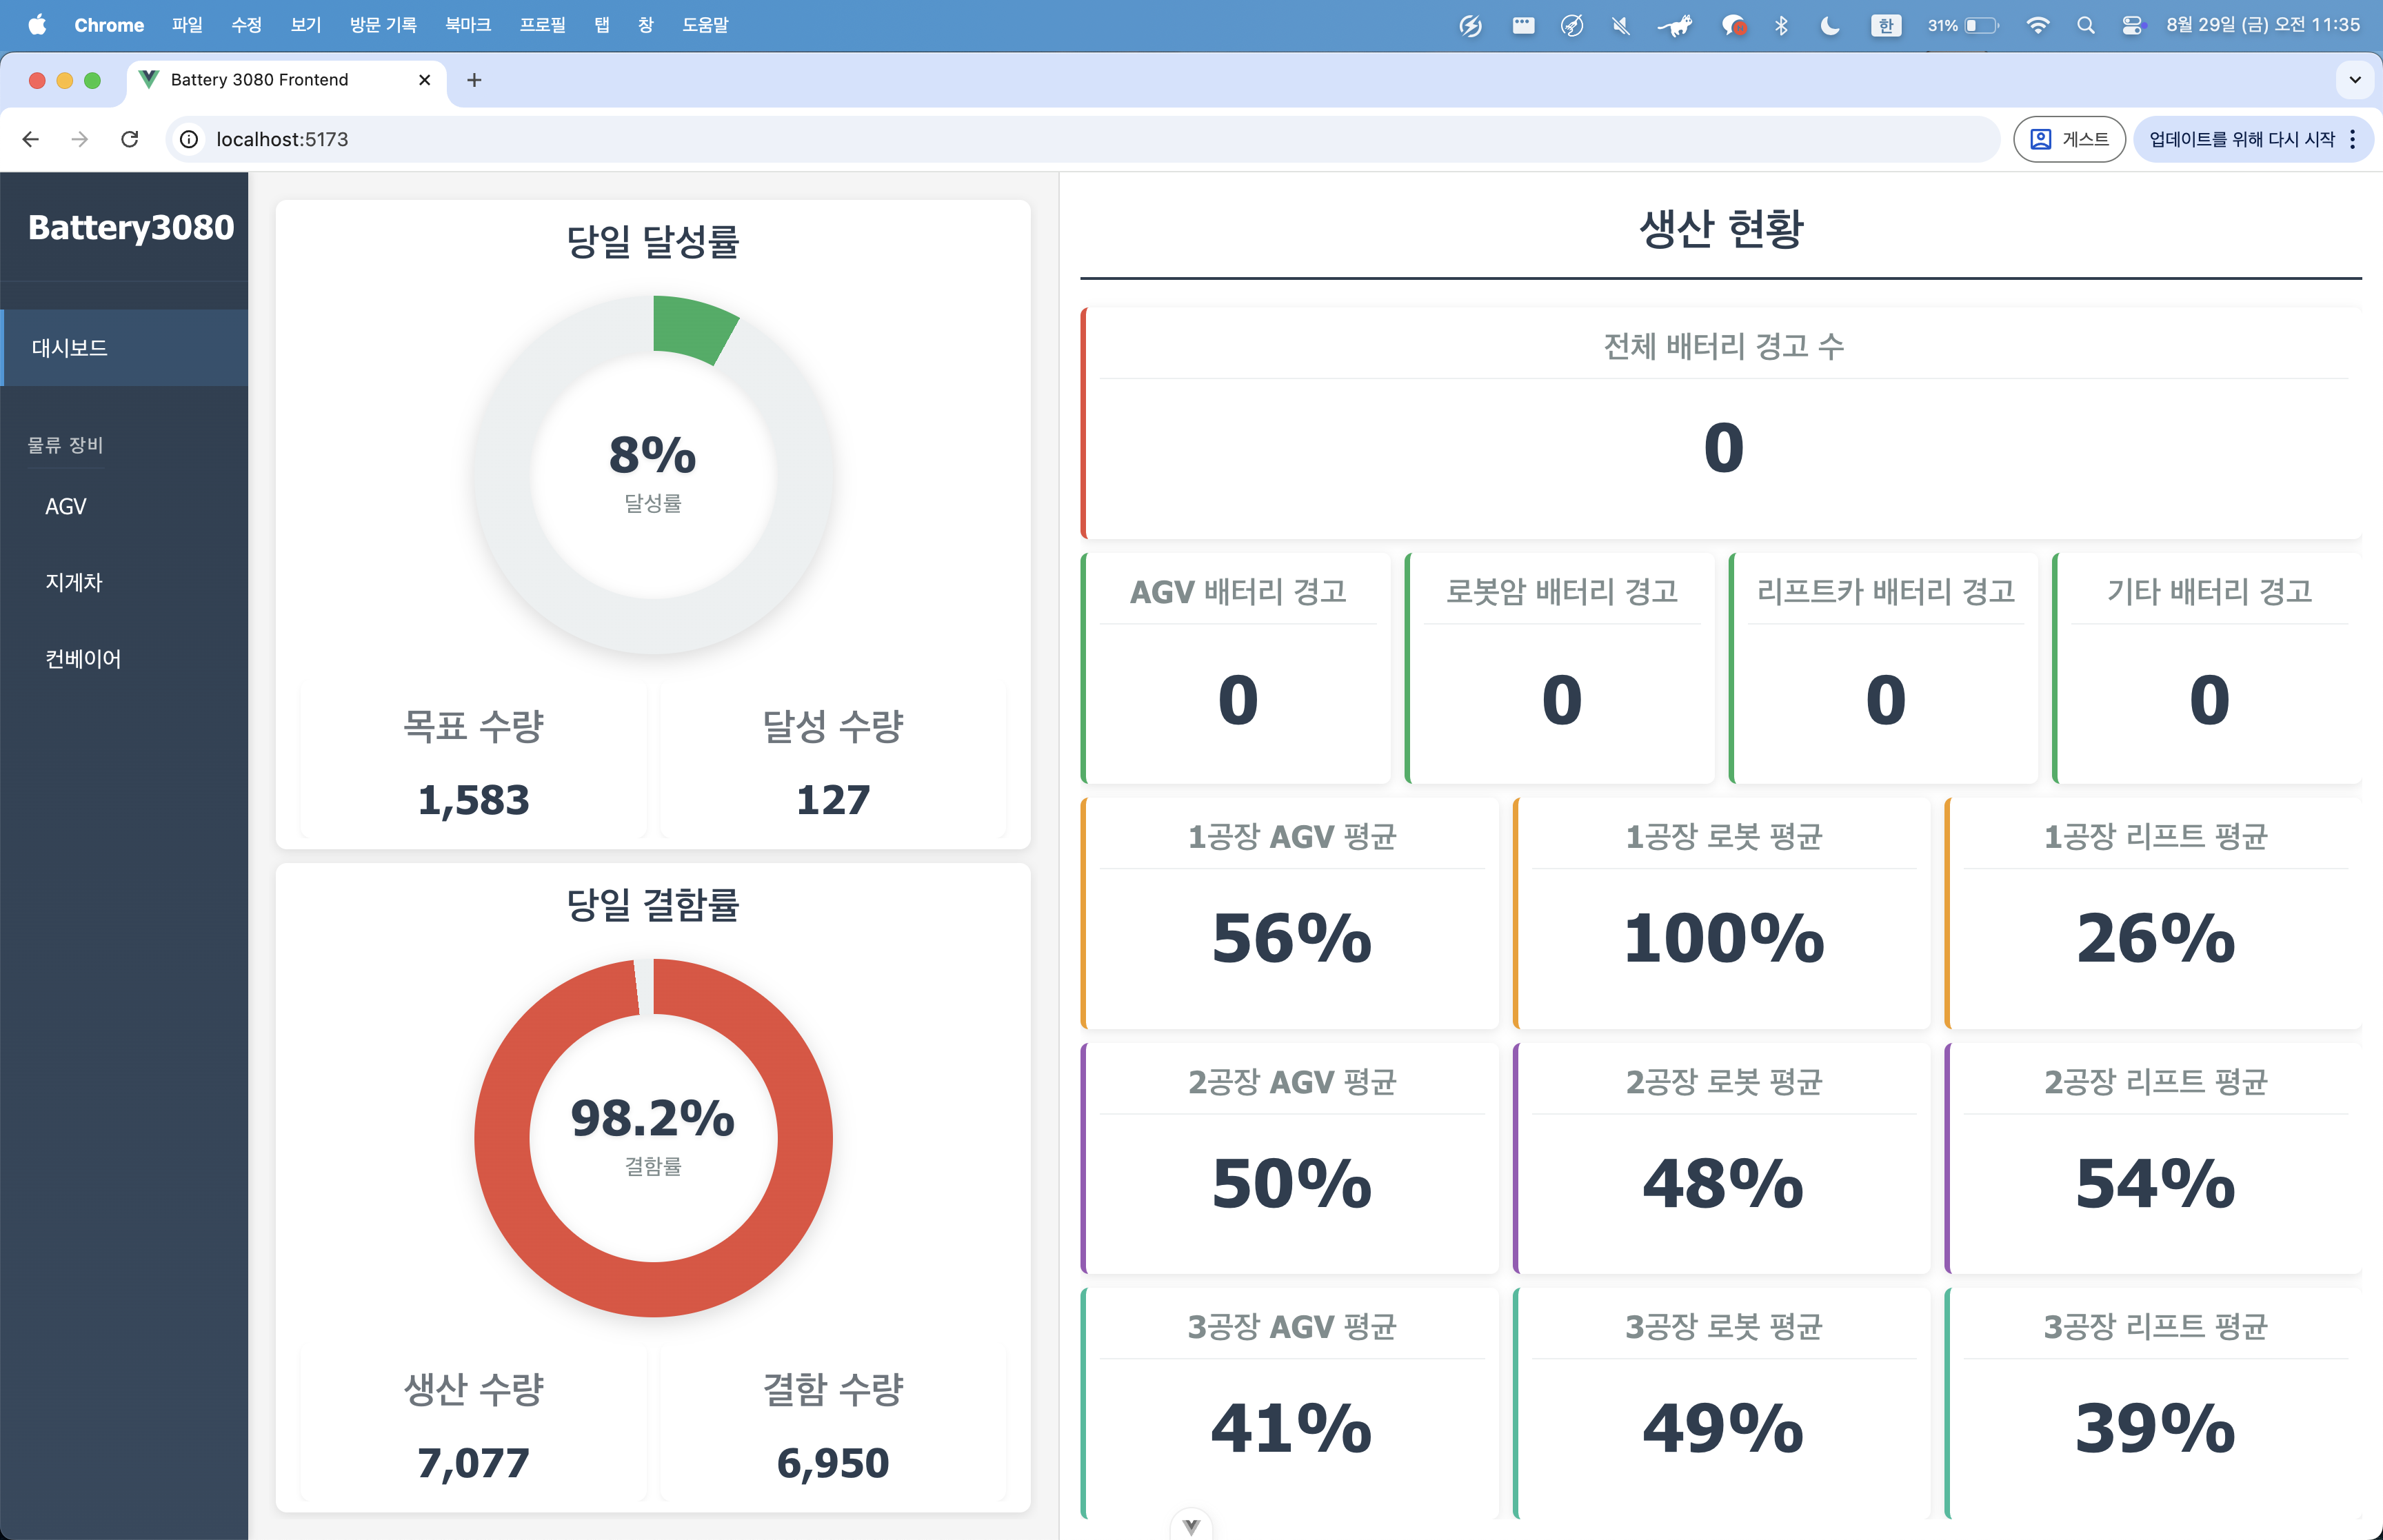 Chrome 파일 수정 보기 방문 기록 북마크 프로필 탭 창 도움말 한 31% 8월 29일 (금) 오전 11:35
Battery 3080 Frontend
localhost:5173 게스트 업데이트를 위해 다시 시작
Battery3080
대시보드
물류 장비
AGV
지게차
컨베이어
당일 달성률
8%
달성률
목표 수량 달성 수량
1,583 127
당일 결함률
98.2%
결함률
생산 수량 결함 수량
7,077 6,950
생산 현황
전체 배터리 경고 수
0
AGV 배터리 경고 로봇암 배터리 경고 리프트카 배터리 경고 기타 배터리 경고
0 0 0 0
1공장 AGV 평균 1공장 로봇 평균 1공장 리프트 평균
56% 100% 26%
2공장 AGV 평균 2공장 로봇 평균 2공장 리프트 평균
50% 48% 54%
3공장 AGV 평균 3공장 로봇 평균 3공장 리프트 평균
41% 49% 39%